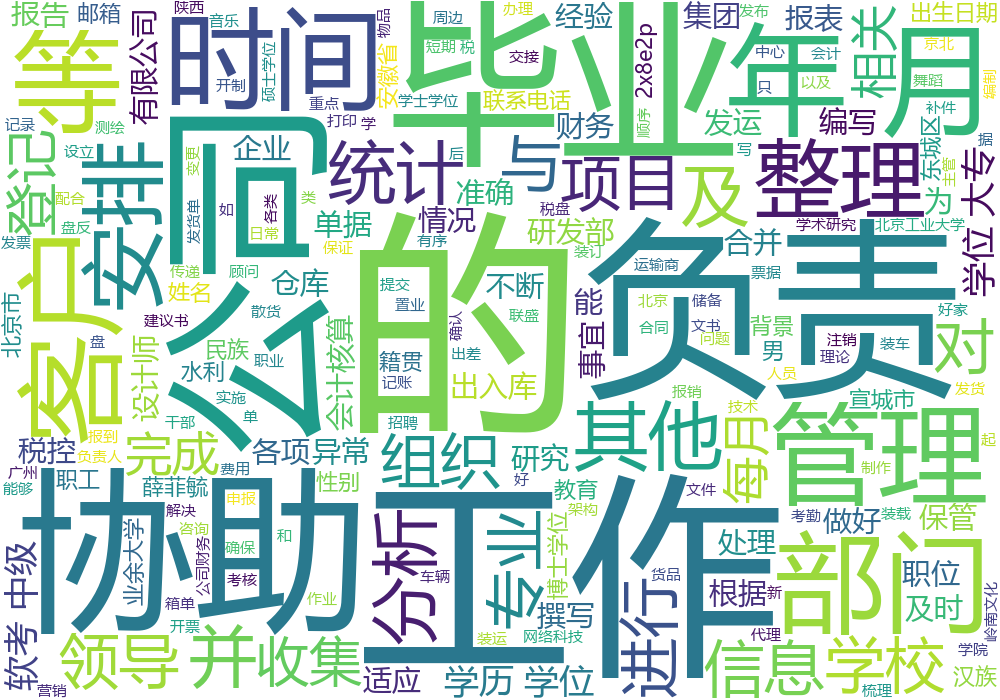 报告
邮箱
陕西
有限公司
音乐
时间
毕业
物品
周边
短期
税
办理
经验
集团
2x8e2p
发布
报表
中心
会计
年
月
相关
出生日期
京北
舞蹈
编制
安徽省
交接
学士学位
联系电话
财务
顺序
发运
只
以及
编写
补件
东城区
据
主管
记录
测绘
登记
设立
安排
配合
变更
企业
开制
硕士学位
重点
打印
学
后
统计
与
项目
写
及
整理
大专
为
发票
盘反
同
发货单
如
各类
类
单据
准确
情况
税盘
研发部
学术研究
北京工业大学
学位
传递
日常
保证
有序
装订
合并
姓名
顾问
仓库
不断
运输商
票据
客户
北京市
建议书
散货
提交
置业
联盛
确认
能
事宜
北京
储备
合同
文书
问题
背景
男
注销
理论
装车
好家
对
盘
设计师
民族
水利
职业
公
的
负责
籍贯
记账
出差
出入库
会计核算
人员
宣城市
发货
干部
实施
单
招聘
报销
技术
税控
报到
负责人
完成
各项
异常
组织
研究
其他
每月
管理
起
制作
广州
能够
职工
薛菲毓
费用
性别
好
教育
文件
架构
考勤
装载
保管
做好
协助
工作
申报
解决
咨询
确保
和
公司财务
业余大学
分析
专业
博士学位
处理
部门
职位
及时
软考
中级
箱单
考核
作业
车辆
撰写
进行
货品
根据
新
代理
岭南文化
开票
领导
并
收集
装运
网络科技
信息
学校
学院
汉族
营销
适应
学历
学位
梳理